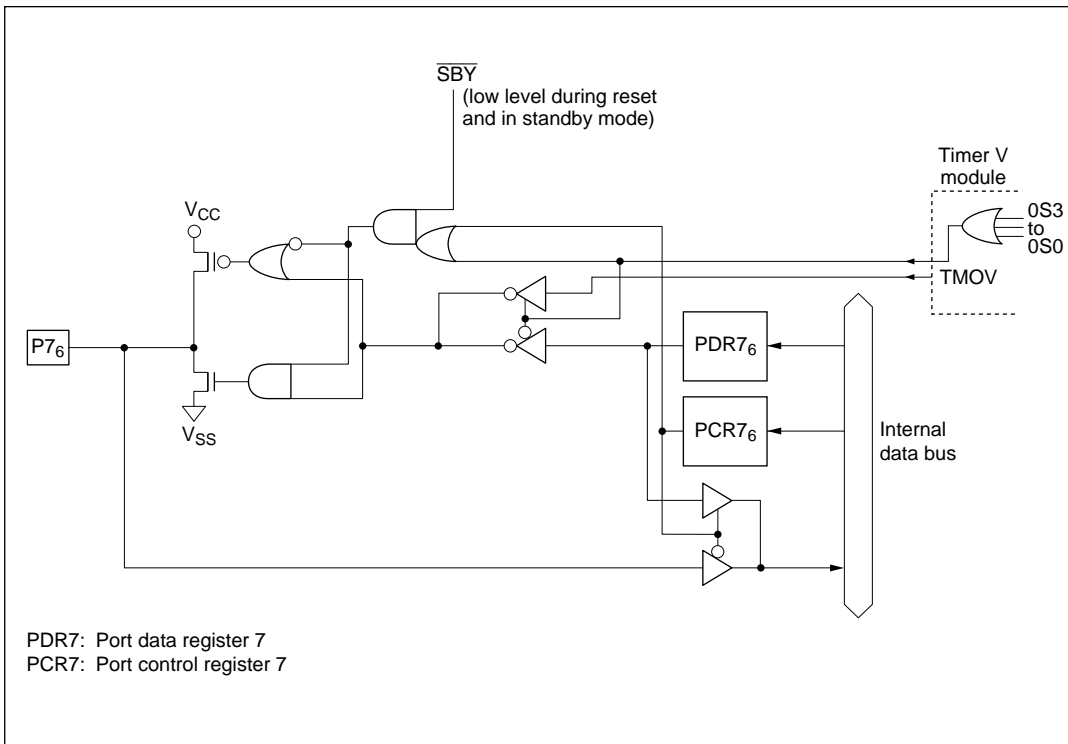 SBY
(low level during reset
and in standby mode)
Timer V
module
0S3
to
0S0
TMOV
VCC
P76
VSS
PDR76
PCR76
Internal
data bus
PDR7: Port data register 7
PCR7: Port control register 7